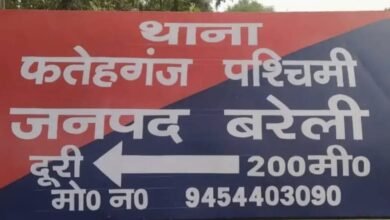 थाना
फतेहगंज पश्चिमी
जनपद बरेली
दूरी 200मी0
मो0 न0 9454403090